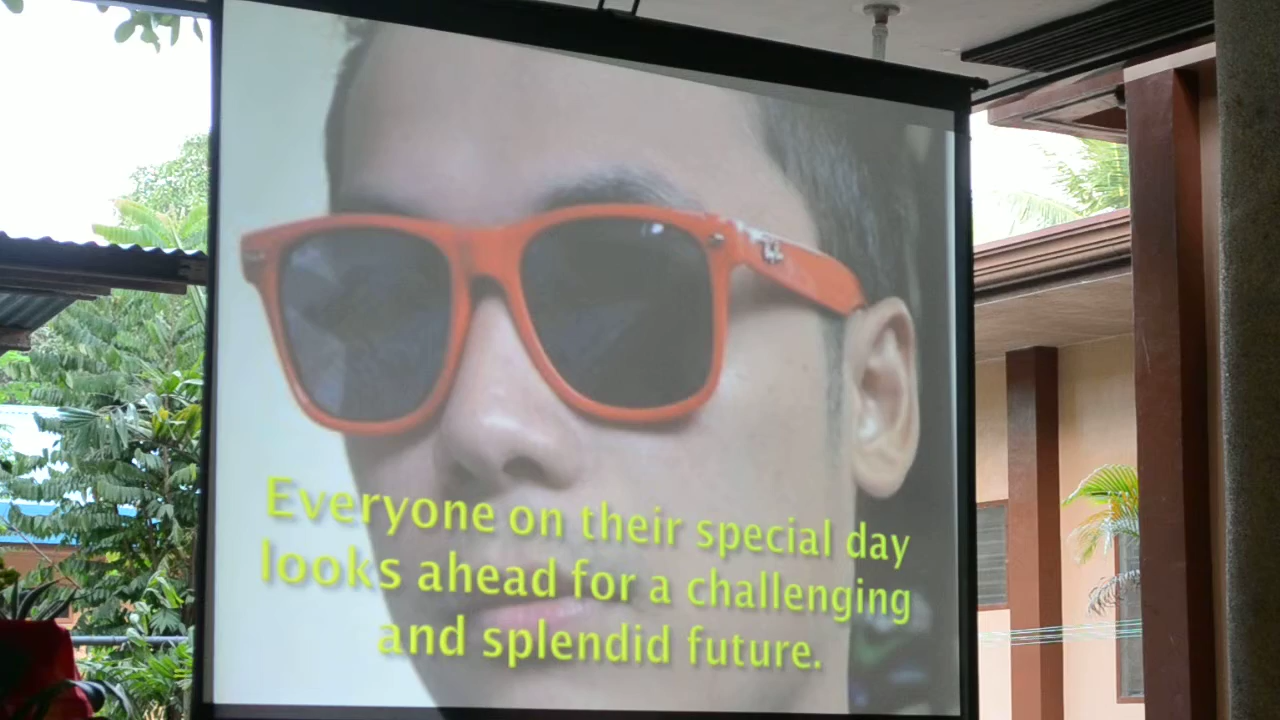 Everyone on their special day
looks ahead for a challenging
and splendid future.